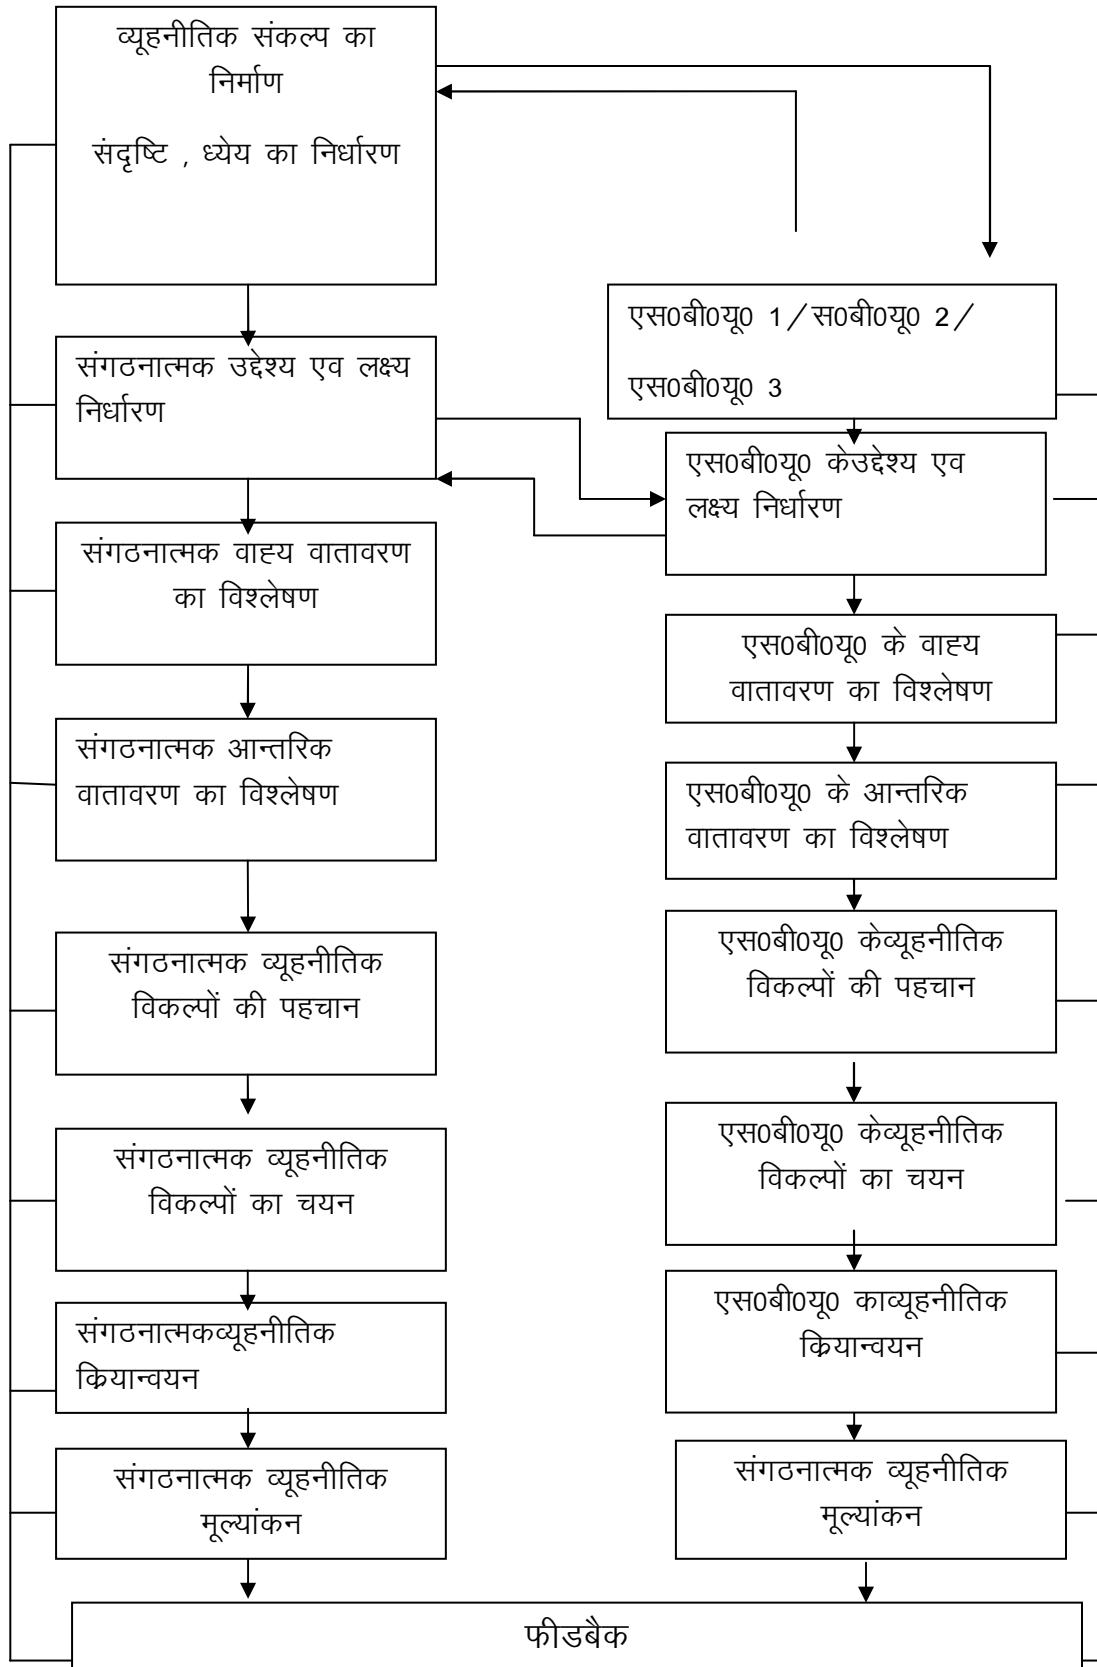 व्यूहनीतिक संकल्प का
निर्माण
संदृष्टि , ध्येय का निर्धारण
संगठनात्मक उद्देश्य एव लक्ष्य
निर्धारण
संगठनात्मक वाह्य वातावरण
का विश्लेषण
संगठनात्मक आन्तरिक
वातावरण का विश्लेषण
संगठनात्मक व्यूहनीतिक
विकल्पों की पहचान
संगठनात्मक व्यूहनीतिक
विकल्पों का चयन
संगठनात्मकव्यूहनीतिक
क्रियान्वयन
संगठनात्मक व्यूहनीतिक
मूल्यांकन
एस0बी0यू0 1/स0बी0यू0 2/
एस0बी0यू0 3
एस0बी0यू0 केउद्देश्य एव
लक्ष्य निर्धारण
एस0बी0यू0 के वाह्य
वातावरण का विश्लेषण
एस0बी0यू0 के आन्तरिक
वातावरण का विश्लेषण
एस0बी0यू0 केव्यूहनीतिक
विकल्पों की पहचान
एस0बी0यू0 केव्यूहनीतिक
विकल्पों का चयन
एस0बी0यू0 काव्यूहनीतिक
क्रियान्वयन
संगठनात्मक व्यूहनीतिक
मूल्यांकन
फीडबैक